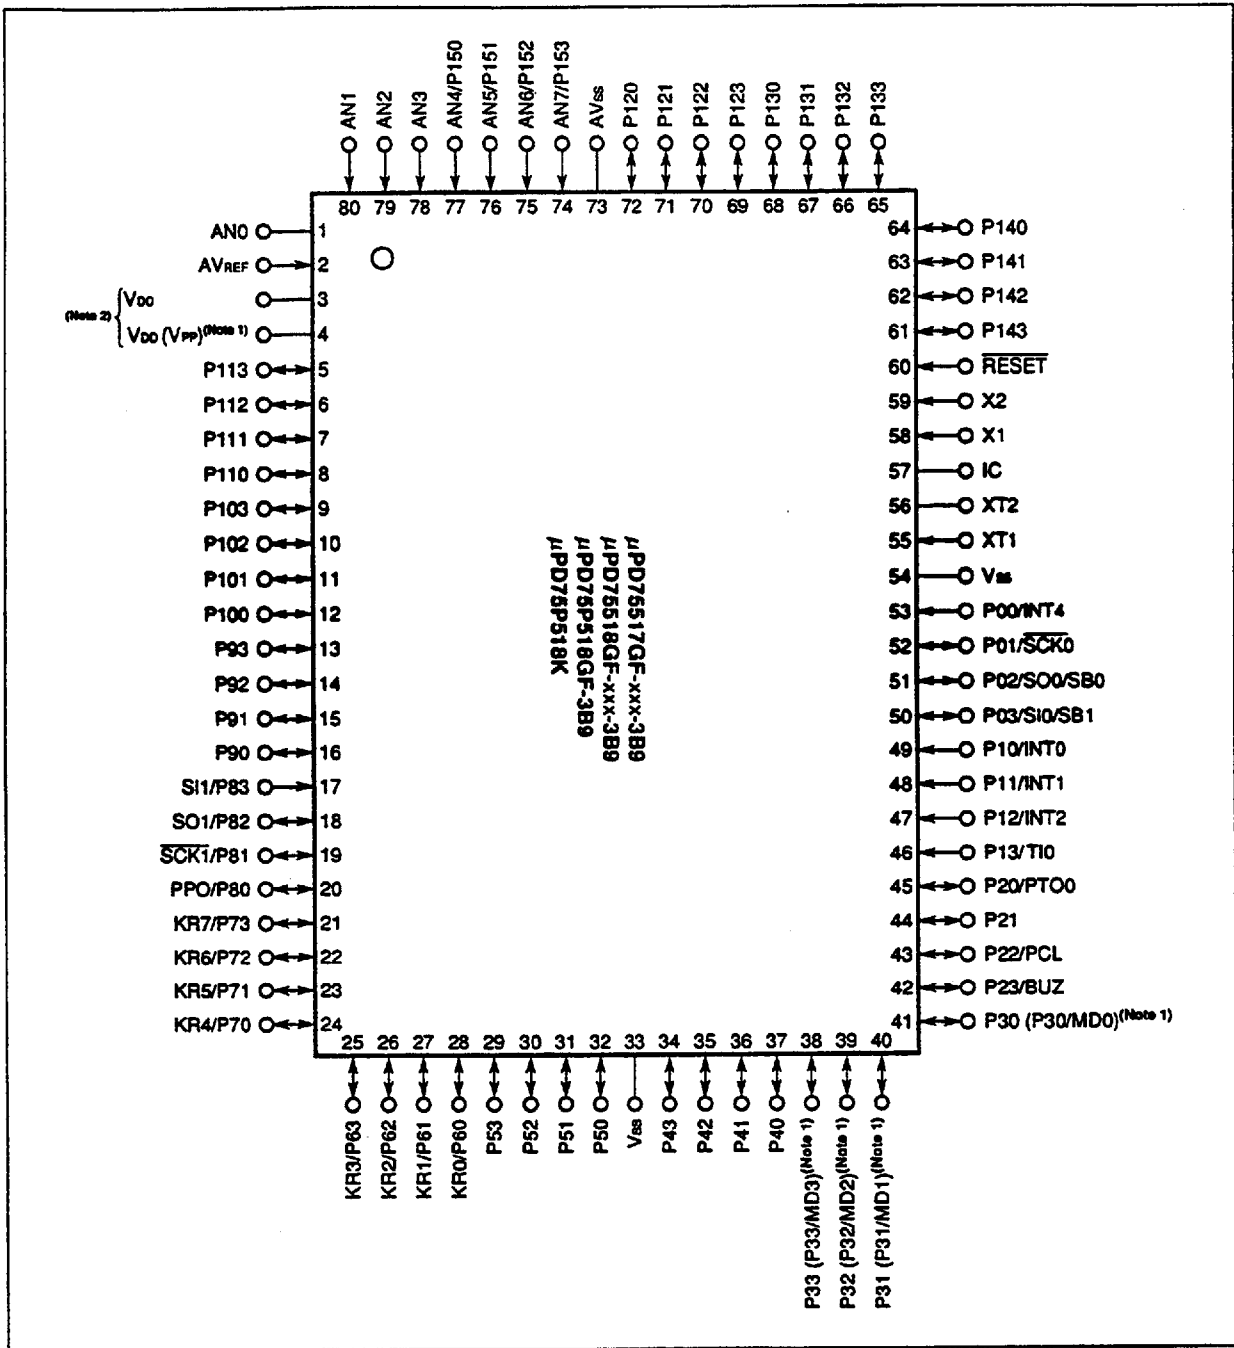 AN1
AN2
AN3
AN4/P150
AN5/P151
AN6/P152
AN7/P153
AVss
P120
P121
P122
P123
P130
P131
P132
P133
80 79 78 77 76 75 74 73 72 71 70 69 68 67 66 65
AN0 1
AVREF 2
(Note 2) VDD 3
VDD (VPP)(Note 1) 4
P113 5
P112 6
P111 7
P110 8
P103 9
P102 10
P101 11
P100 12
P93 13
P92 14
P91 15
P90 16
SI1/P83 17
SO1/P82 18
S̅C̅K̅1̅/P81 19
PPO/P80 20
KR7/P73 21
KR6/P72 22
KR5/P71 23
KR4/P70 24
μPD75517GF-xxx-3B9
μPD75518GF-xxx-3B9
μPD75P518GF-3B9
μPD75P518K
64 P140
63 P141
62 P142
61 P143
60 R̅E̅S̅E̅T̅
59 X2
58 X1
57 IC
56 XT2
55 XT1
54 Vss
53 P00/INT4
52 P01/S̅C̅K̅0̅
51 P02/SO0/SB0
50 P03/SI0/SB1
49 P10/INT0
48 P11/INT1
47 P12/INT2
46 P13/TI0
45 P20/PTO0
44 P21
43 P22/PCL
42 P23/BUZ
41 P30 (P30/MD0)(Note 1)
25 26 27 28 29 30 31 32 33 34 35 36 37 38 39 40
KR3/P63
KR2/P62
KR1/P61
KR0/P60
P53
P52
P51
P50
Vss
P43
P42
P41
P40
P33 (P33/MD3)(Note 1)
P32 (P32/MD2)(Note 1)
P31 (P31/MD1)(Note 1)